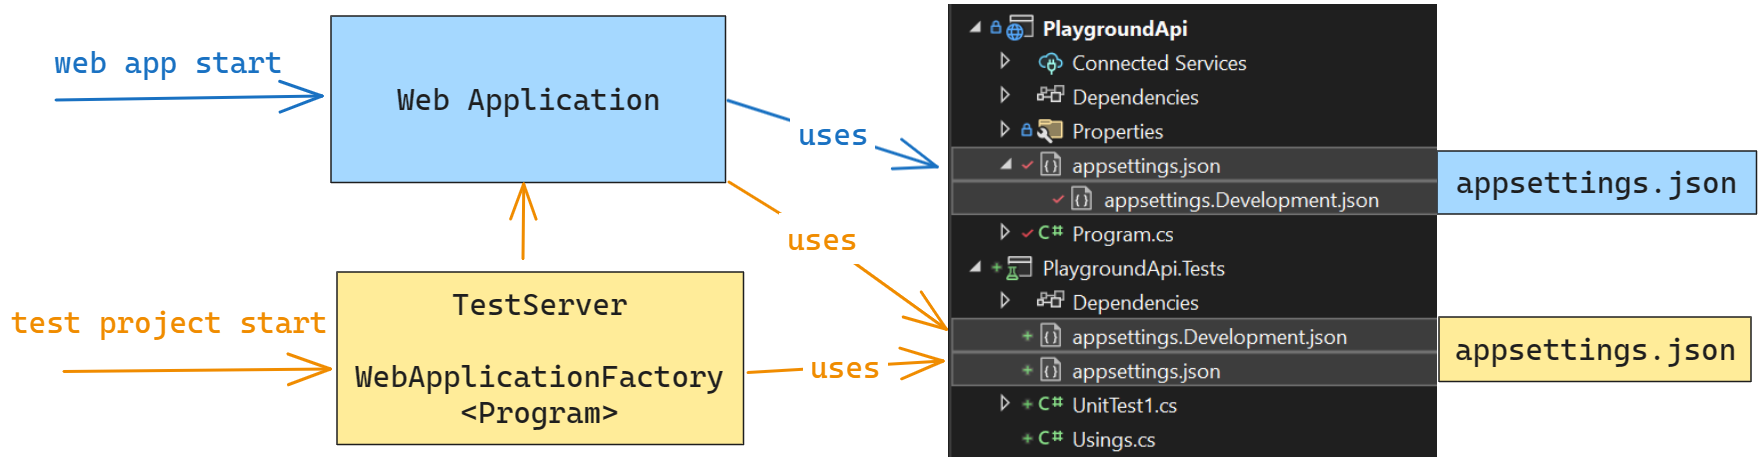 web app start
Web Application
uses
uses
test project start
TestServer
WebApplicationFactory
<Program>
uses
PlaygroundApi
Connected Services
Dependencies
Properties
appsettings.json
appsettings.Development.json
C# Program.cs
PlaygroundApi.Tests
Dependencies
appsettings.Development.json
appsettings.json
C# UnitTest1.cs
C# Usings.cs
appsettings.json
appsettings.json